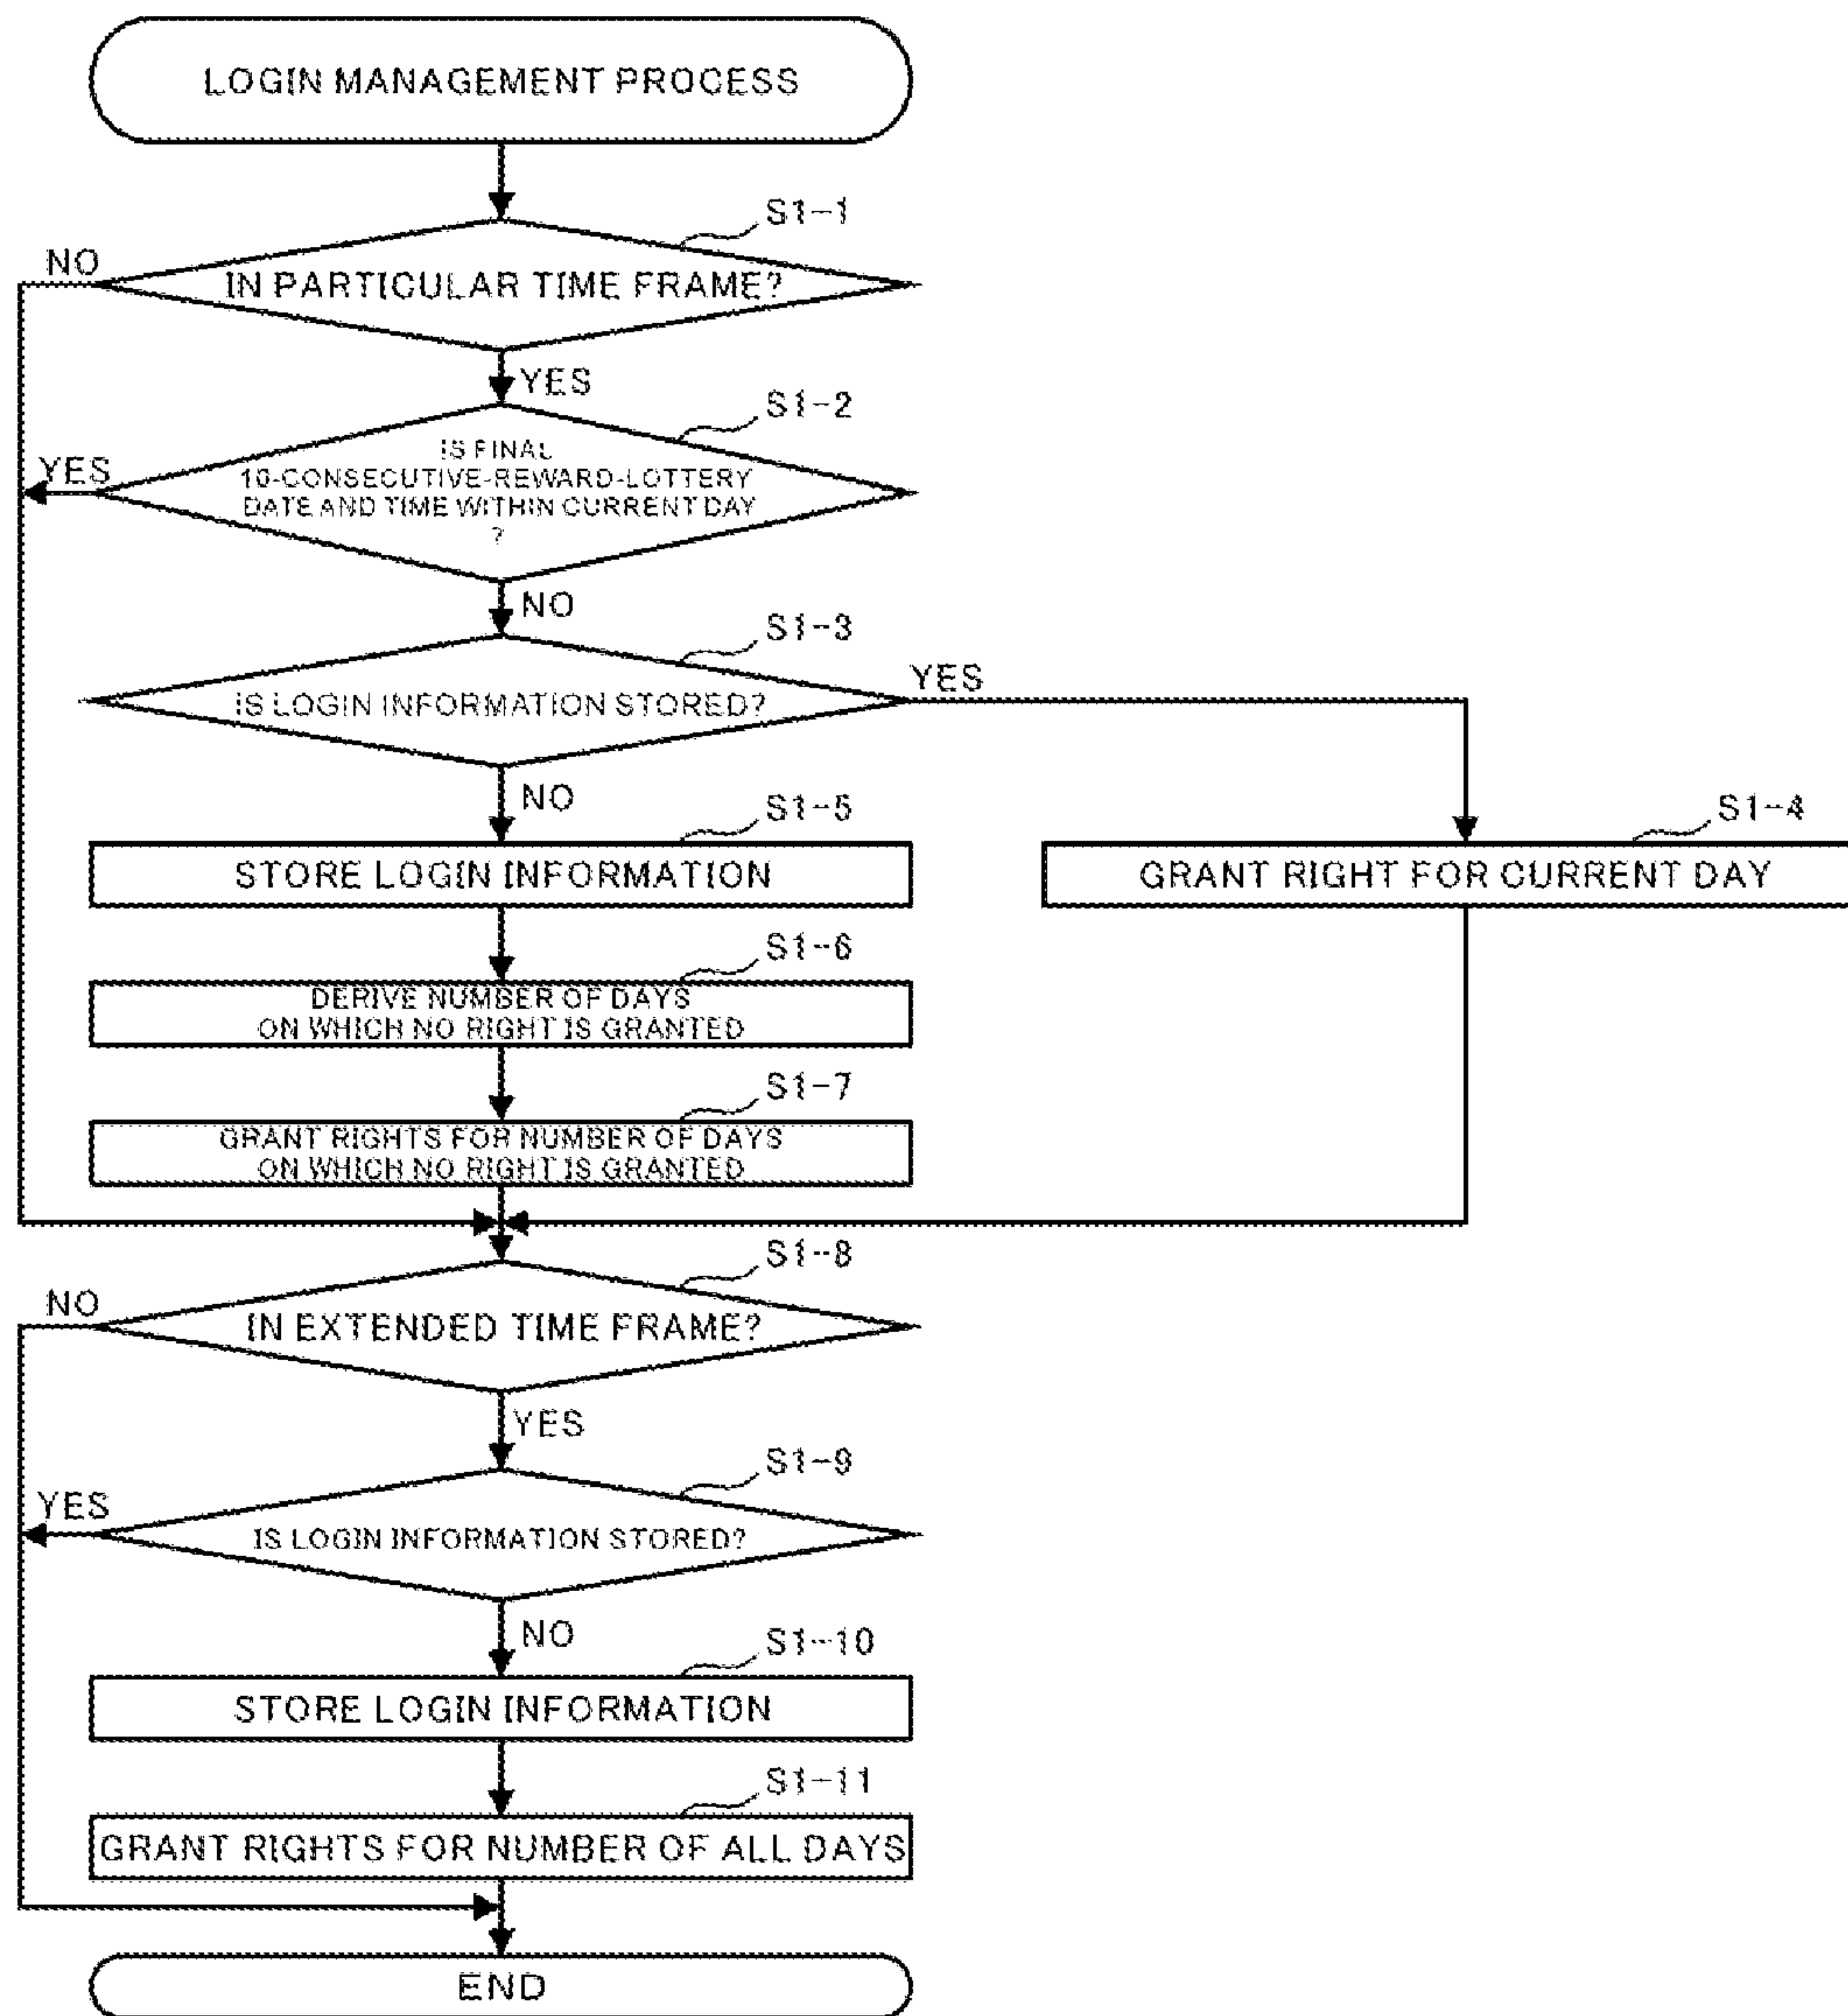 LOGIN MANAGEMENT PROCESS
S1-1
NO
IN PARTICULAR TIME FRAME?
YES
S1-2
YES
IS FINAL
10-CONSECUTIVE-REWARD-LOTTERY
DATE AND TIME WITHIN CURRENT DAY
?
NO
S1-3
YES
IS LOGIN INFORMATION STORED?
NO
S1-5
S1-4
STORE LOGIN INFORMATION
GRANT RIGHT FOR CURRENT DAY
S1-6
DERIVE NUMBER OF DAYS
ON WHICH NO RIGHT IS GRANTED
S1-7
GRANT RIGHTS FOR NUMBER OF DAYS
ON WHICH NO RIGHT IS GRANTED
S1-8
NO
IN EXTENDED TIME FRAME?
YES
S1-9
YES
IS LOGIN INFORMATION STORED?
NO
S1-10
STORE LOGIN INFORMATION
S1-11
GRANT RIGHTS FOR NUMBER OF ALL DAYS
END